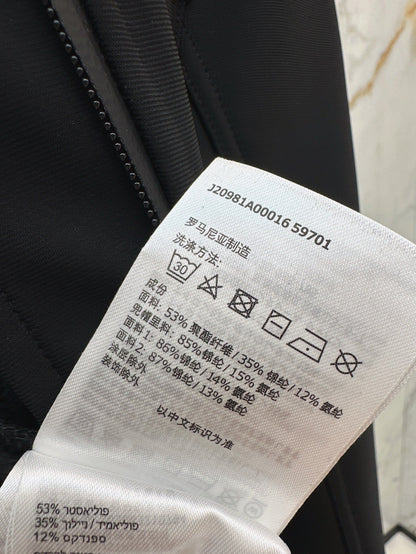 J20981A00016 59701
罗马尼亚制造
洗涤方法:
30
成份
面料: 53% 聚酯纤维 / 35% 锦纶 / 12% 氨纶
兜帽里料: 85% 锦纶 / 15% 氨纶
面料 1: 86% 锦纶 / 14% 氨纶
面料 2: 87% 锦纶 / 13% 氨纶
涂层除外
装饰除外
以中文标识为准
53% פוליאסטר
35% פוליאמיד / ניילון
12% ספנדקס